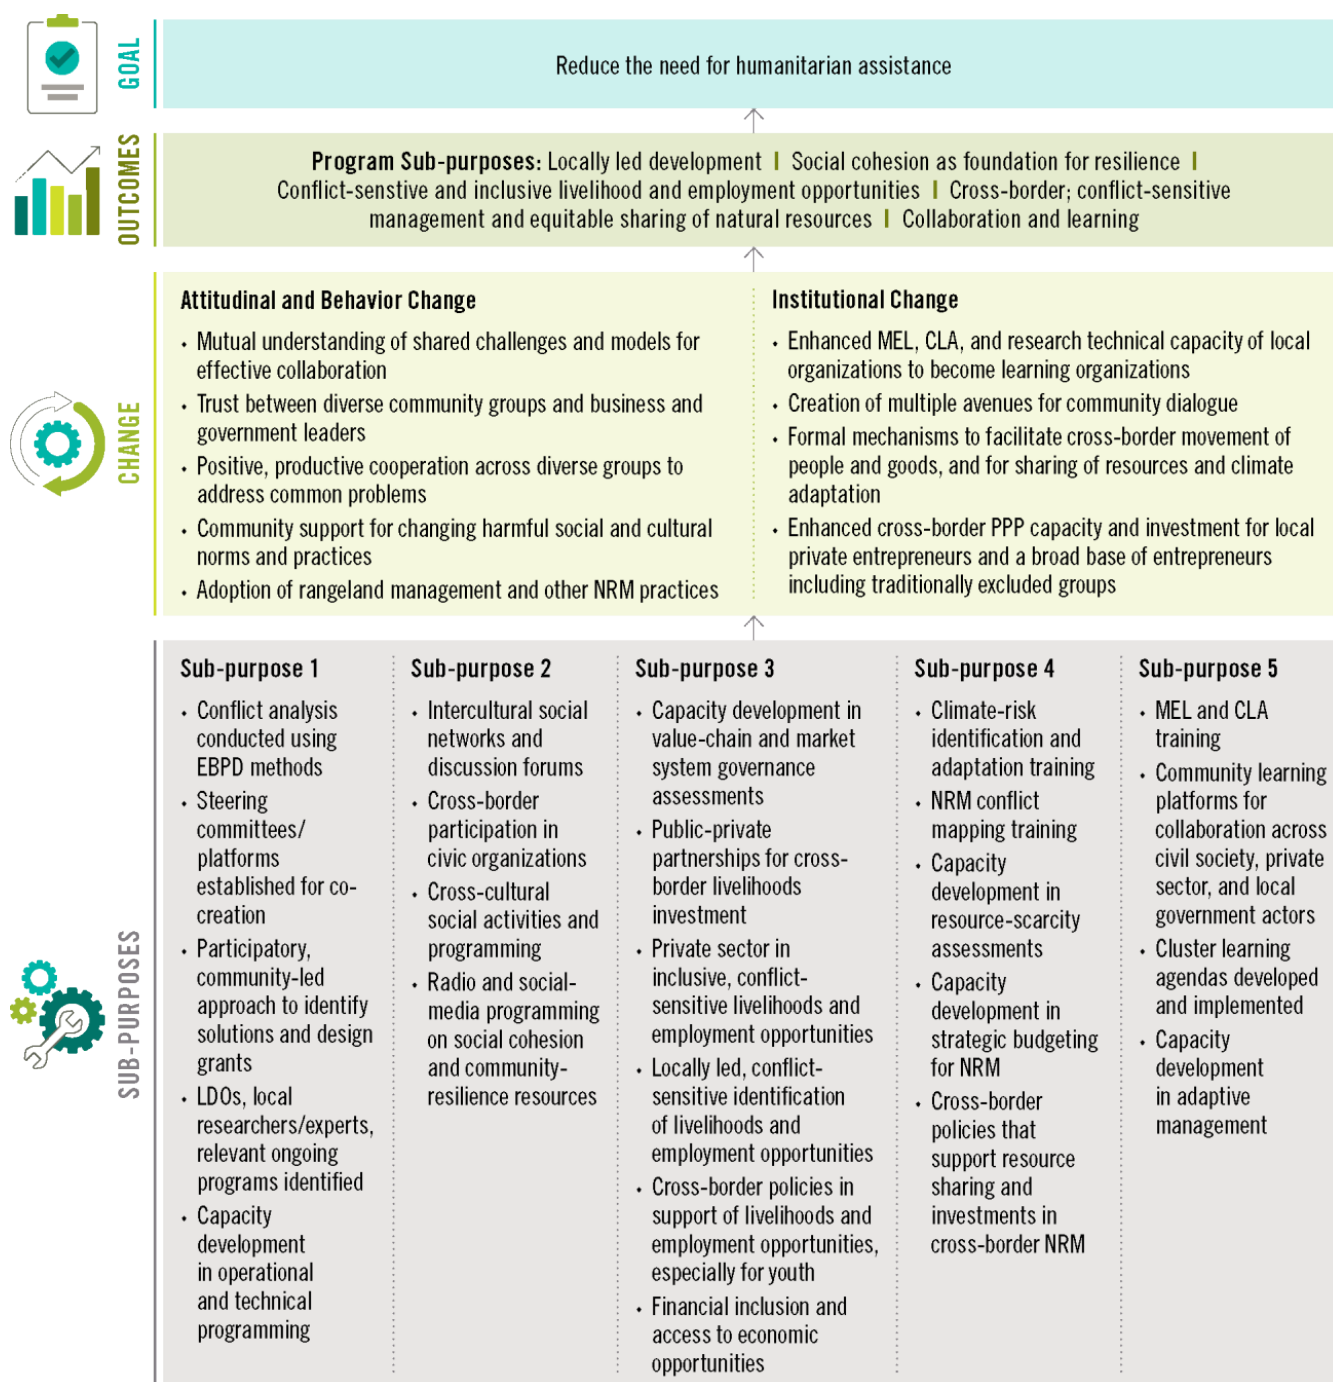 GOAL
Reduce the need for humanitarian assistance
OUTCOMES
Program Sub-purposes: Locally led development | Social cohesion as foundation for resilience |
Conflict-senstive and inclusive livelihood and employment opportunities | Cross-border; conflict-sensitive
management and equitable sharing of natural resources | Collaboration and learning
CHANGE
Attitudinal and Behavior Change
• Mutual understanding of shared challenges and models for
effective collaboration
• Trust between diverse community groups and business and
government leaders
• Positive, productive cooperation across diverse groups to
address common problems
• Community support for changing harmful social and cultural
norms and practices
• Adoption of rangeland management and other NRM practices
Institutional Change
• Enhanced MEL, CLA, and research technical capacity of local
organizations to become learning organizations
• Creation of multiple avenues for community dialogue
• Formal mechanisms to facilitate cross-border movement of
people and goods, and for sharing of resources and climate
adaptation
• Enhanced cross-border PPP capacity and investment for local
private entrepreneurs and a broad base of entrepreneurs
including traditionally excluded groups
SUB-PURPOSES
Sub-purpose 1
• Conflict analysis
conducted using
EBPD methods
• Steering
committees/
platforms
established for co-
creation
• Participatory,
community-led
approach to identify
solutions and design
grants
• LDOs, local
researchers/experts,
relevant ongoing
programs identified
• Capacity
development
in operational
and technical
programming
Sub-purpose 2
• Intercultural social
networks and
discussion forums
• Cross-border
participation in
civic organizations
• Cross-cultural
social activities and
programming
• Radio and social-
media programming
on social cohesion
and community-
resilience resources
Sub-purpose 3
• Capacity development in
value-chain and market
system governance
assessments
• Public-private
partnerships for cross-
border livelihoods
investment
• Private sector in
inclusive, conflict-
sensitive livelihoods and
employment opportunities
• Locally led, conflict-
sensitive identification
of livelihoods and
employment opportunities
• Cross-border policies in
support of livelihoods and
employment opportunities,
especially for youth
• Financial inclusion and
access to economic
opportunities
Sub-purpose 4
• Climate-risk
identification and
adaptation training
• NRM conflict
mapping training
• Capacity
development in
resource-scarcity
assessments
• Capacity
development in
strategic budgeting
for NRM
• Cross-border
policies that
support resource
sharing and
investments in
cross-border NRM
Sub-purpose 5
• MEL and CLA
training
• Community learning
platforms for
collaboration across
civil society, private
sector, and local
government actors
• Cluster learning
agendas developed
and implemented
• Capacity
development
in adaptive
management